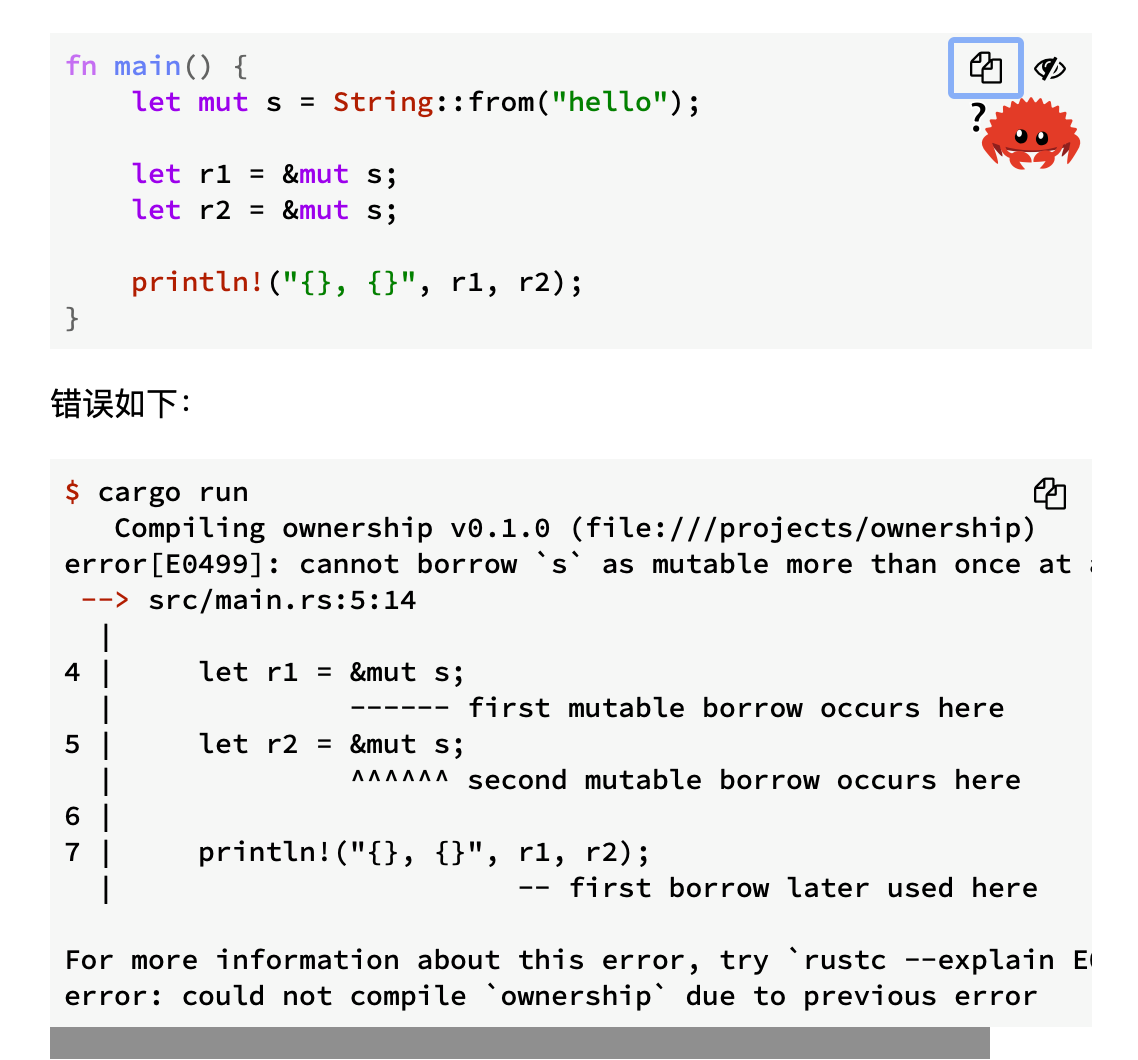 fn main() {
    let mut s = String::from("hello");
    let r1 = &mut s;
    let r2 = &mut s;
    println!("{}, {}", r1, r2);
}
?
错误如下：
$ cargo run
   Compiling ownership v0.1.0 (file:///projects/ownership)
error[E0499]: cannot borrow `s` as mutable more than once at
 --> src/main.rs:5:14
  |
4 |     let r1 = &mut s;
  |              ------ first mutable borrow occurs here
5 |     let r2 = &mut s;
  |              ^^^^^^ second mutable borrow occurs here
6 |
7 |     println!("{}, {}", r1, r2);
  |                        -- first borrow later used here
For more information about this error, try `rustc --explain
error: could not compile `ownership` due to previous error